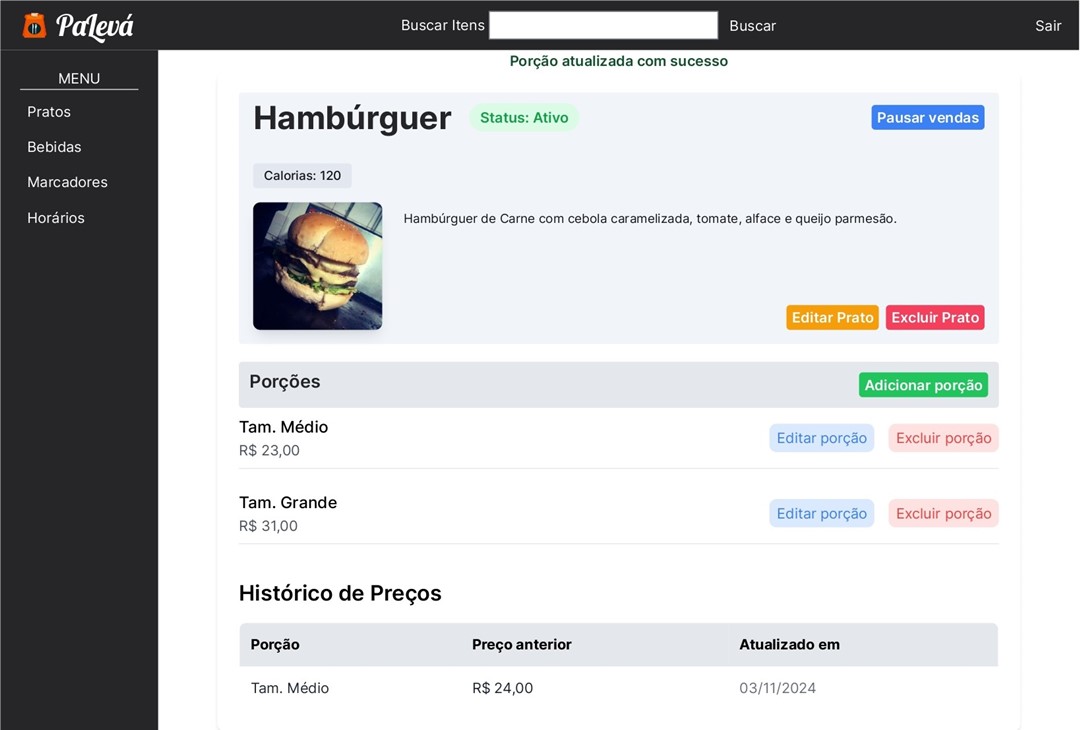 PaLevá
Buscar Itens
Buscar
Sair
Porção atualizada com sucesso
MENU
Pratos
Bebidas
Marcadores
Horários
Hambúrguer
Status: Ativo
Pausar vendas
Calorias: 120
Hambúrguer de Carne com cebola caramelizada, tomate, alface e queijo parmesão.
Editar Prato
Excluir Prato
Porções
Adicionar porção
Tam. Médio
R$ 23,00
Editar porção
Excluir porção
Tam. Grande
R$ 31,00
Editar porção
Excluir porção
Histórico de Preços
Porção Preço anterior Atualizado em
Tam. Médio R$ 24,00 03/11/2024